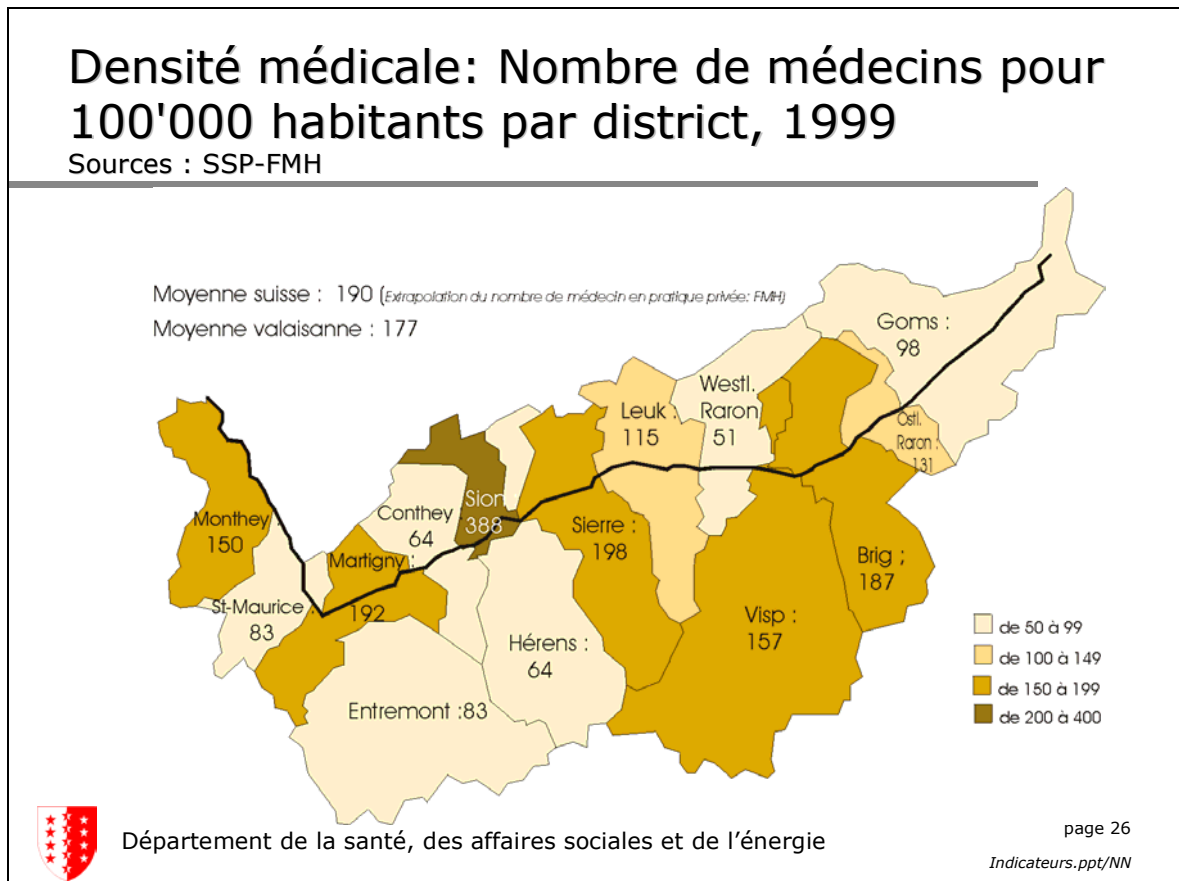 Densité médicale: Nombre de médecins pour
100'000 habitants par district, 1999
Sources : SSP-FMH
Moyenne suisse : 190 (Extrapolation du nombre de médecin en pratique privée: FMH)
Moyenne valaisanne : 177
Goms :
98
Westl.
Raron
51
Leuk :
115
Ostl.
Raron :
131
Sion :
388
Conthey :
64
Monthey :
150
Martigny :
192
Sierre :
198
Brig ;
187
St-Maurice :
83
Visp :
157
Hérens :
64
Entremont :83
de 50 à 99
de 100 à 149
de 150 à 199
de 200 à 400
Département de la santé, des affaires sociales et de l’énergie
page 26
Indicateurs.ppt/NN